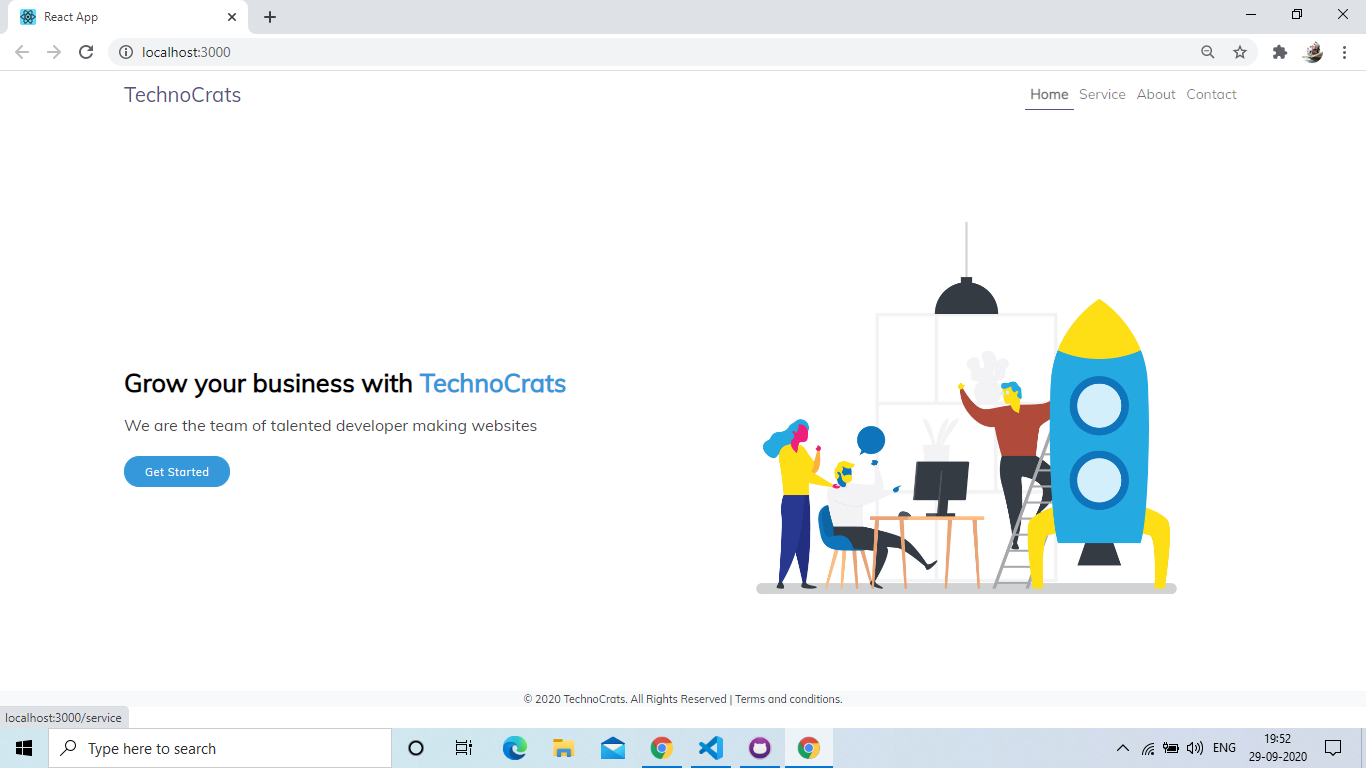 React App
localhost:3000
TechnoCrats
Home Service About Contact
Grow your business with TechnoCrats
We are the team of talented developer making websites
Get Started
© 2020 TechnoCrats. All Rights Reserved | Terms and conditions.
localhost:3000/service
Type here to search
ENG
19:52
29-09-2020